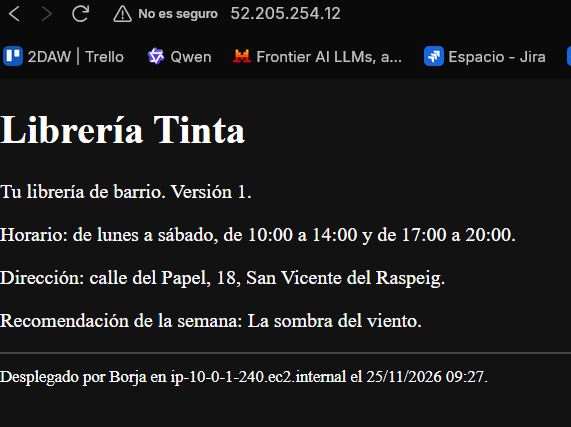 No es seguro 52.205.254.12
2DAW | Trello Qwen Frontier AI LLMs, a... Espacio - Jira
Librería Tinta
Tu librería de barrio. Versión 1.
Horario: de lunes a sábado, de 10:00 a 14:00 y de 17:00 a 20:00.
Dirección: calle del Papel, 18, San Vicente del Raspeig.
Recomendación de la semana: La sombra del viento.
Desplegado por Borja en ip-10-0-1-240.ec2.internal el 25/11/2026 09:27.